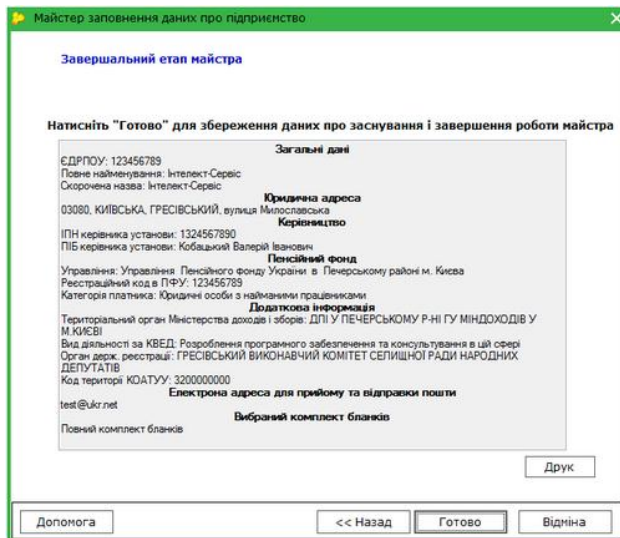 Майстер заповнення даних про підприємство
Завершальний етап майстра
Натисніть "Готово" для збереження даних про заснування і завершення роботи майстра
Загальні дані
ЄДРПОУ: 123456789
Повне найменування: Інтелект-Сервіс
Скорочена назва: Інтелект-Сервіс
Юридична адреса
03080, КИЇВСЬКА, ГРЕСІВСЬКИЙ, вулиця Милославська
Керівництво
ІПН керівника установи: 1324567890
ПІБ керівника установи: Кобацький Валерій Іванович
Пенсійний фонд
Управління: Управління Пенсійного фонду України в Печерському районі м. Києва
Реєстраційний код в ПФУ: 123456789
Категорія платника: Юридичні особи з найманими працівниками
Додаткова інформація
Територіальний орган Міністерства доходів і зборів: ДПІ У ПЕЧЕРСЬКОМУ Р-НІ ГУ МІНДОХОДІВ У
М.КИЄВІ
Вид діяльності за КВЕД: Розроблення програмного забезпечення та консультування в цій сфері
Орган держ. реєстрації: ГРЕСІВСЬКИЙ ВИКОНАВЧИЙ КОМІТЕТ СЕЛИЩНОЇ РАДИ НАРОДНИХ
ДЕПУТАТІВ
Код території КОАТУУ: 3200000000
Електрона адреса для прийому та відправки пошти
test@ukr.net
Вибраний комплект бланків
Повний комплект бланків
Друк
Допомога
<< Назад
Готово
Відміна